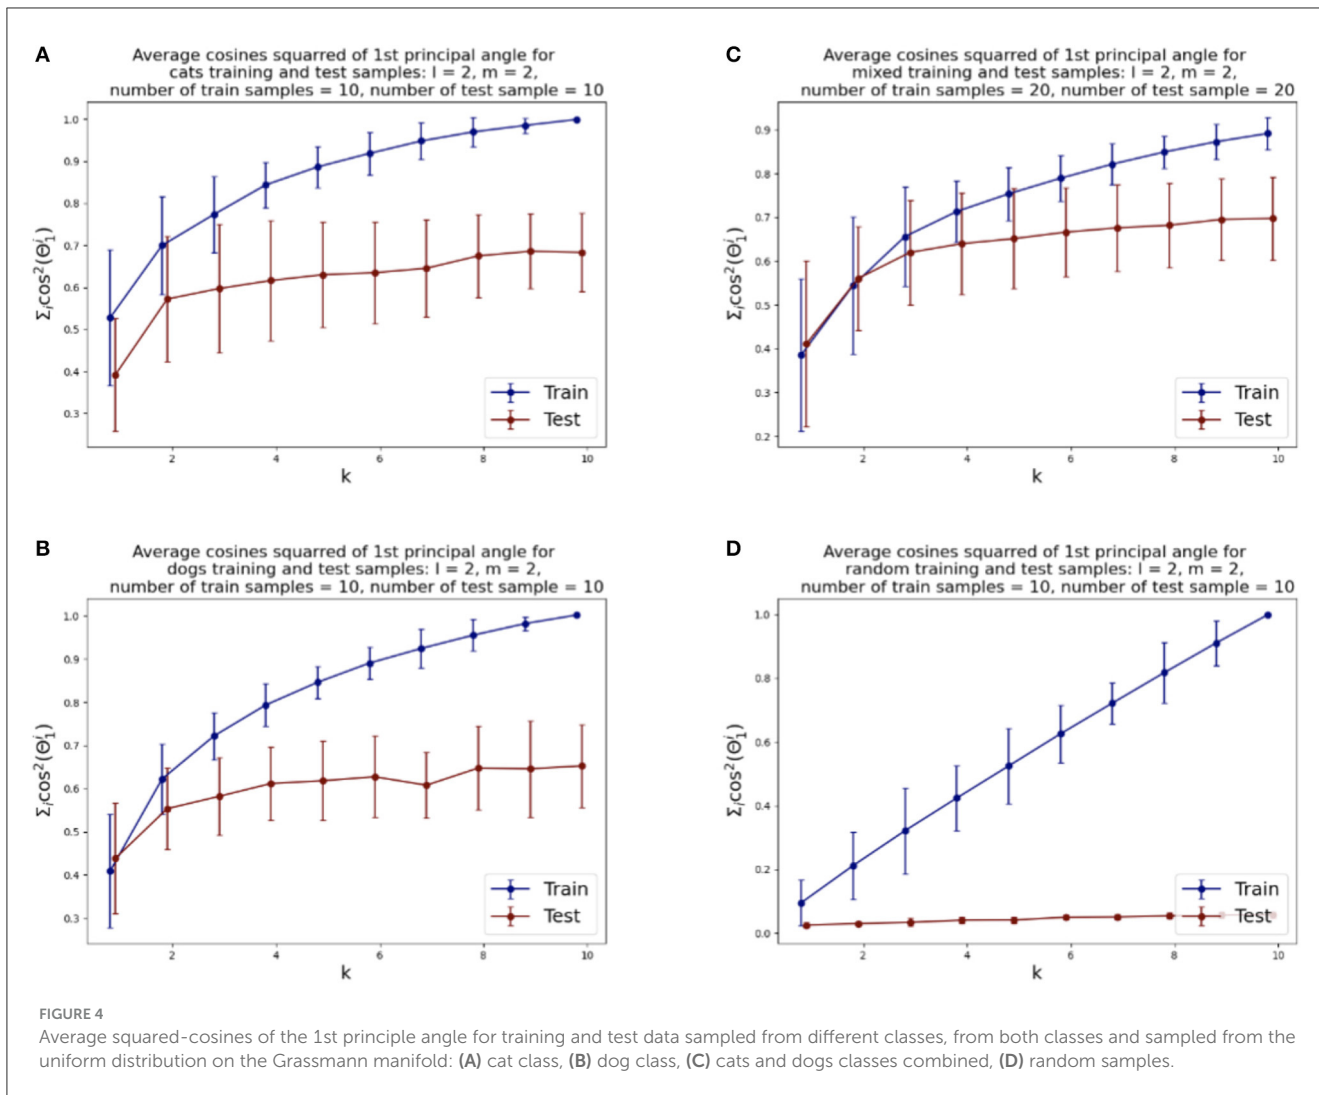 A
Average cosines squarred of 1st principal angle for
cats training and test samples: l = 2, m = 2,
number of train samples = 10, number of test sample = 10
1.0
0.9
0.8
0.7
0.6
0.5
0.4
0.3
Σᵢcos²(Θ₁ⁱ)
Train
Test
2 4 6 8 10
k
C
Average cosines squarred of 1st principal angle for
mixed training and test samples: l = 2, m = 2,
number of train samples = 20, number of test sample = 20
0.9
0.8
0.7
0.6
0.5
0.4
0.3
0.2
Σᵢcos²(Θ₁ⁱ)
Train
Test
2 4 6 8 10
k
B
Average cosines squarred of 1st principal angle for
dogs training and test samples: l = 2, m = 2,
number of train samples = 10, number of test sample = 10
1.0
0.9
0.8
0.7
0.6
0.5
0.4
0.3
Σᵢcos²(Θ₁ⁱ)
Train
Test
2 4 6 8 10
k
D
Average cosines squarred of 1st principal angle for
random training and test samples: l = 2, m = 2,
number of train samples = 10, number of test sample = 10
1.0
0.8
0.6
0.4
0.2
0.0
Σᵢcos²(Θ₁ⁱ)
Train
Test
2 4 6 8 10
k
FIGURE 4
Average squared-cosines of the 1st principle angle for training and test data sampled from different classes, from both classes and sampled from the
uniform distribution on the Grassmann manifold: (A) cat class, (B) dog class, (C) cats and dogs classes combined, (D) random samples.